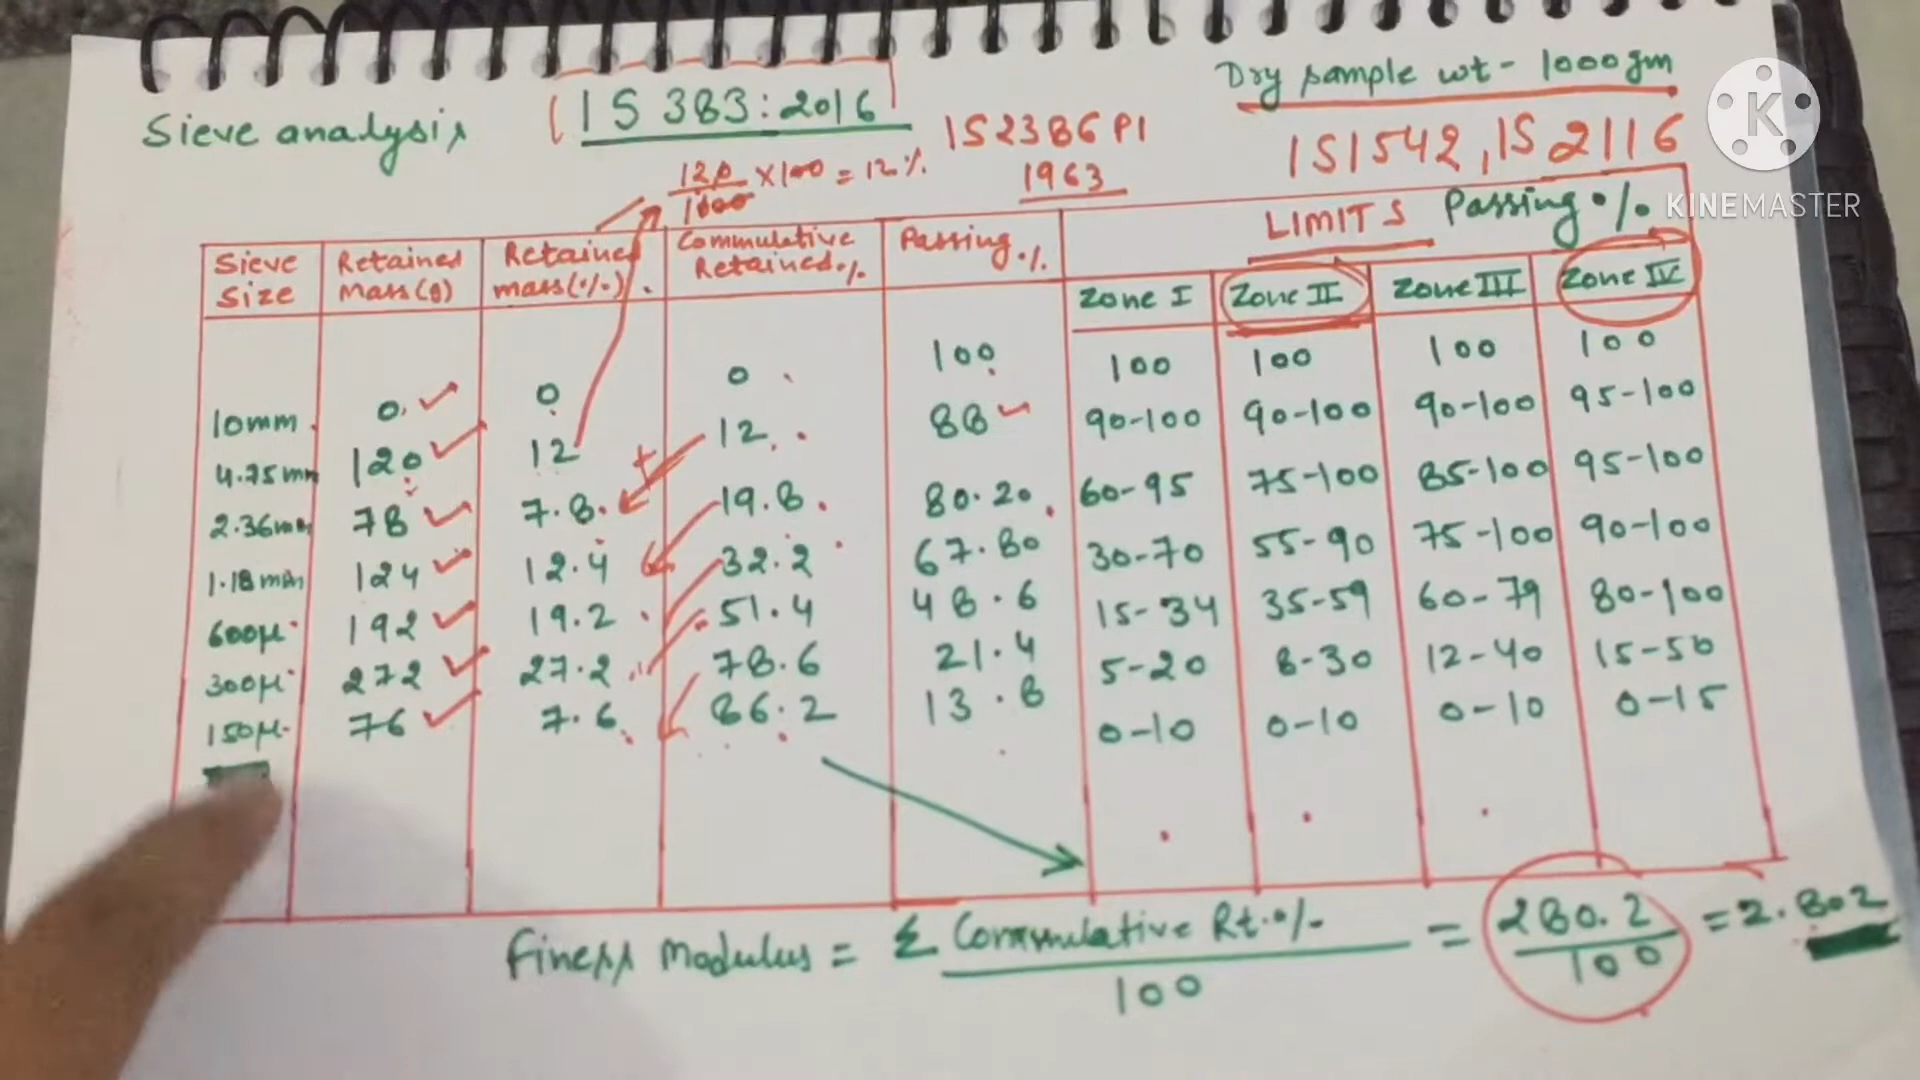 Sieve analysis
IS 383:2016
Dry sample wt - 1000gm
IS2386 P1
1963
IS1542, IS 2116
120/1000 × 100 = 12%
K
KINEMASTER
LIMITS Passing %
Sieve Size | Retained Mass(g) | Retained mass(%) | Commulative Retained% | Passing % | Zone I | Zone II | Zone III | Zone IV
10mm | 0 | 0 | 0 | 100 | 100 | 100 | 100 | 100
4.75mm | 120 | 12 | 12 | 88 | 90-100 | 90-100 | 90-100 | 95-100
2.36mm | 78 | 7.8 | + | 19.8 | 80.20 | 60-95 | 75-100 | 85-100 | 95-100
1.18mm | 124 | 12.4 | 32.2 | 67.80 | 30-70 | 55-90 | 75-100 | 90-100
600µ | 192 | 19.2 | 51.4 | 48.6 | 15-34 | 35-59 | 60-79 | 80-100
300µ | 272 | 27.2 | 78.6 | 21.4 | 5-20 | 8-30 | 12-40 | 15-50
150µ | 76 | 7.6 | 86.2 | 13.8 | 0-10 | 0-10 | 0-10 | 0-15
Finess Modulus = Σ Commulative Rt.% / 100 = 280.2 / 100 = 2.802